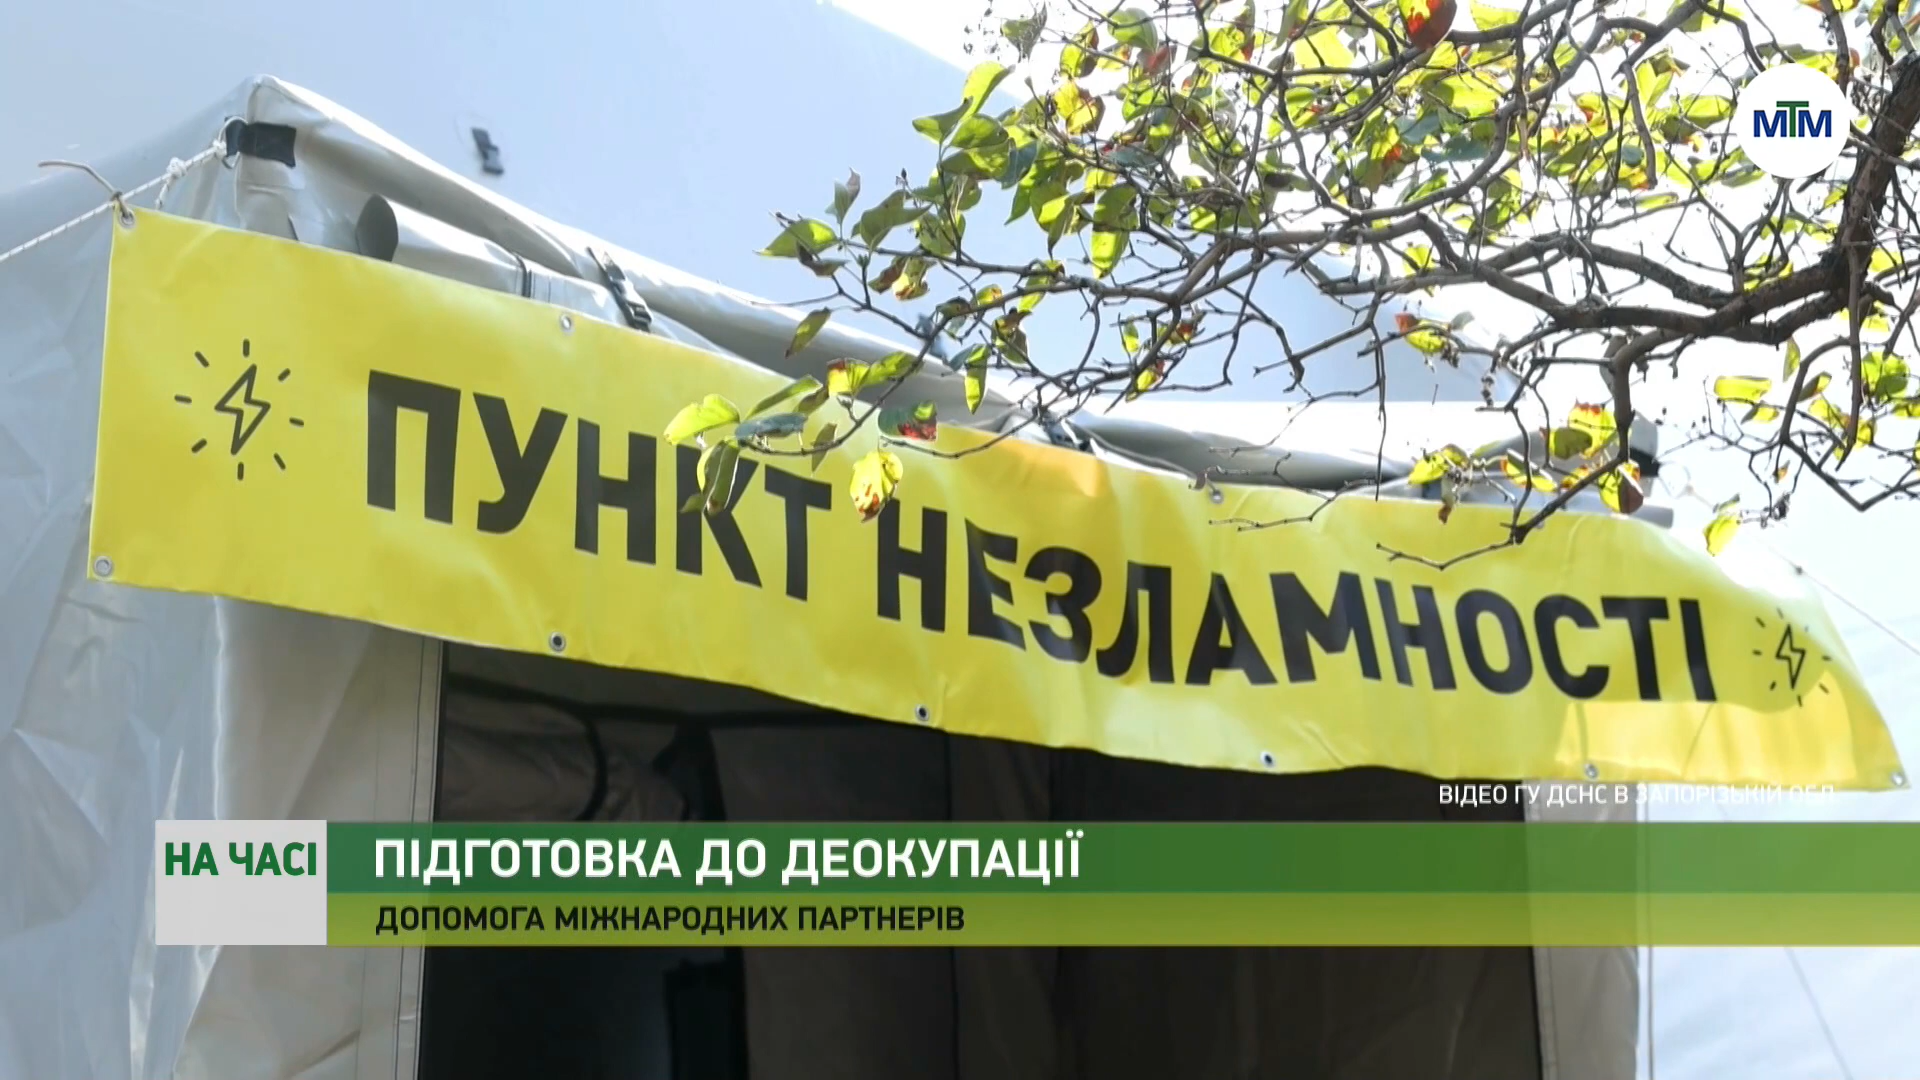 МТМ
ПУНКТ НЕЗЛАМНОСТІ
ВІДЕО ГУ ДСНС В ЗАПОРІЗЬКІЙ ОБЛ
НА ЧАСІ
ПІДГОТОВКА ДО ДЕОКУПАЦІЇ
ДОПОМОГА МІЖНАРОДНИХ ПАРТНЕРІВ